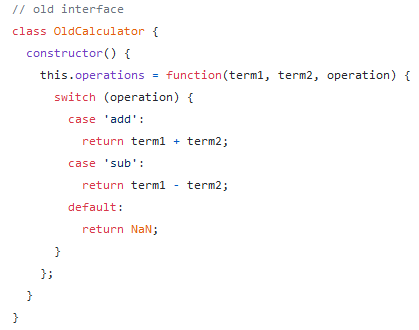 // old interface
class OldCalculator {
  constructor() {
    this.operations = function(term1, term2, operation) {
      switch (operation) {
        case 'add':
          return term1 + term2;
        case 'sub':
          return term1 - term2;
        default:
          return NaN;
      }
    };
  }
}